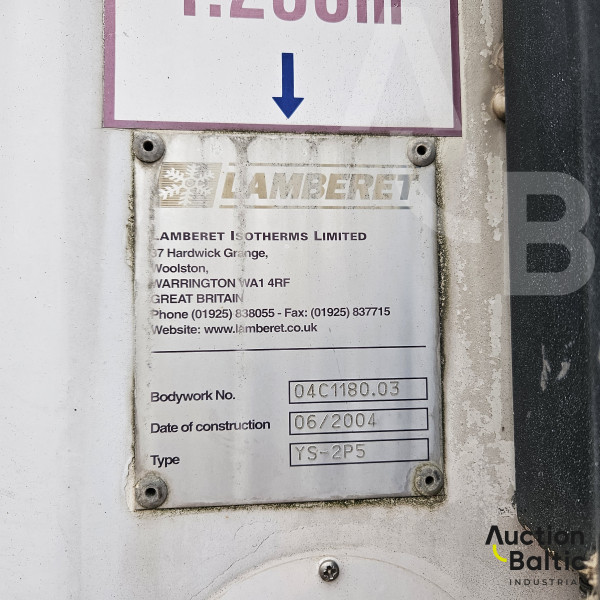 LAMBERET
LAMBERET ISOTHERMS LIMITED
37 Hardwick Grange,
Woolston,
WARRINGTON WA1 4RF
GREAT BRITAIN
Phone (01925) 838055 - Fax: (01925) 837715
Website: www.lamberet.co.uk
Bodywork No. 04C1180.03
Date of construction 06/2004
Type YS-2P5
Auction
Baltic
INDUSTRIAL